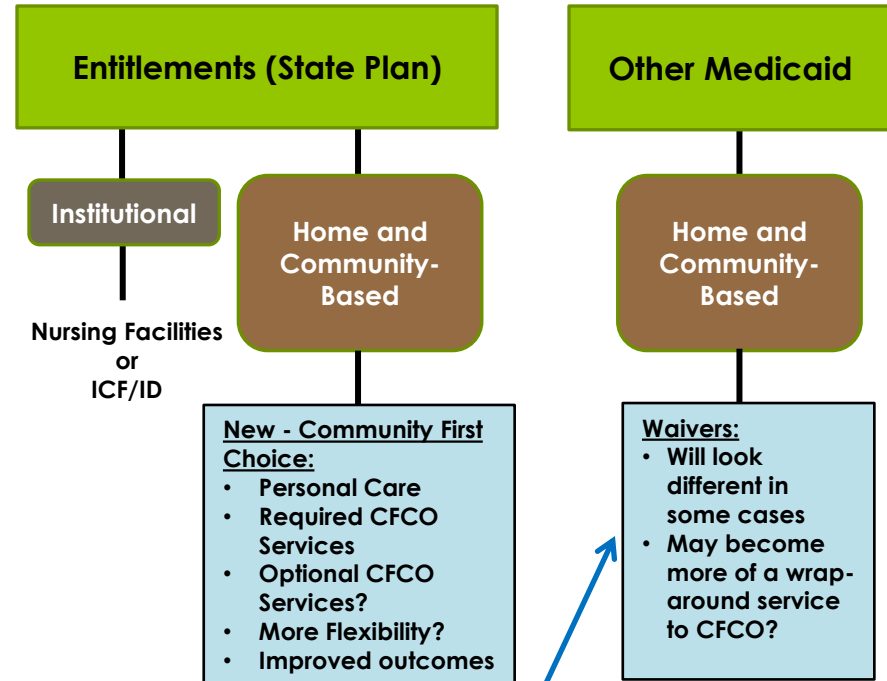 Entitlements (State Plan)
Other Medicaid
Institutional
Nursing Facilities
or
ICF/ID
Home and
Community-
Based
New - Community First
Choice:
• Personal Care
• Required CFCO
Services
• Optional CFCO
Services?
• More Flexibility?
• Improved outcomes
Home and
Community-
Based
Waivers:
• Will look
different in
some cases
• May become
more of a wrap-
around service
to CFCO?